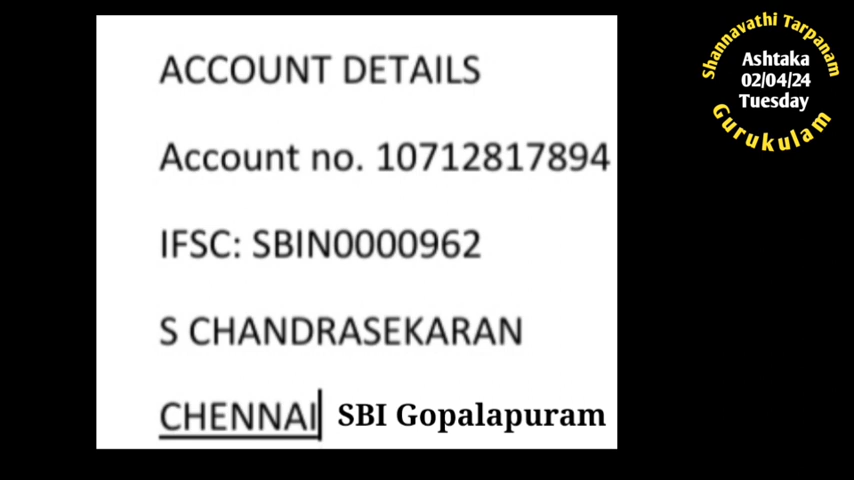 ACCOUNT DETAILS
Account no. 10712817894
IFSC: SBIN0000962
S CHANDRASEKARAN
CHENNAI SBI Gopalapuram
Shannavathi Tarpanam
Ashtaka
02/04/24
Tuesday
Gurukulam